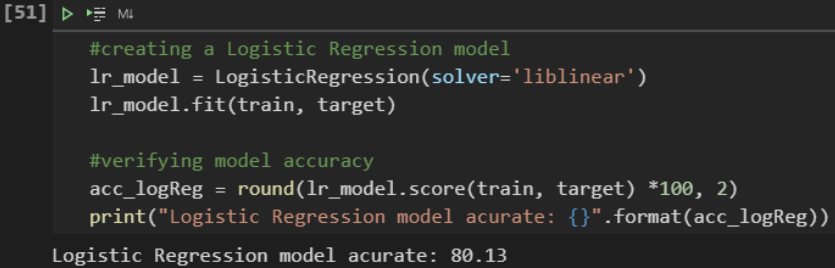 [51] M↓
#creating a Logistic Regression model
lr_model = LogisticRegression(solver='liblinear')
lr_model.fit(train, target)
#verifying model accuracy
acc_logReg = round(lr_model.score(train, target) *100, 2)
print("Logistic Regression model acurate: {}".format(acc_logReg))
Logistic Regression model acurate: 80.13